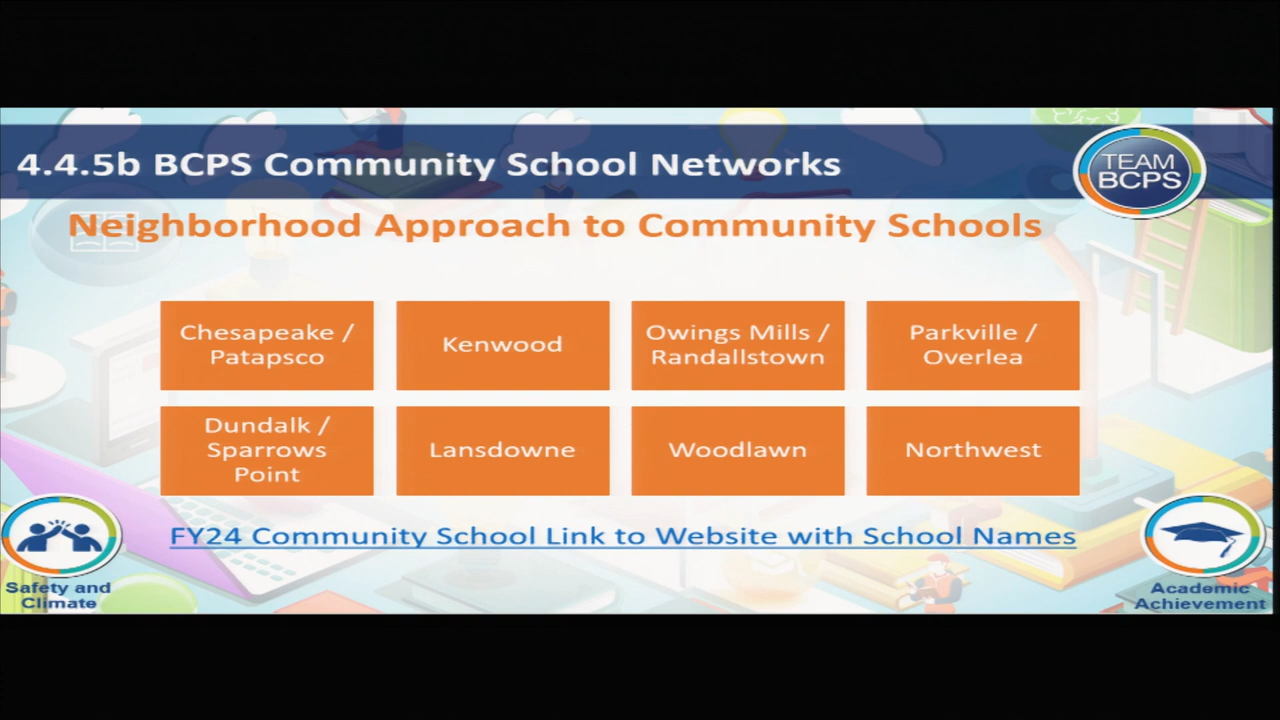 4.4.5b BCPS Community School Networks
TEAM
BCPS
Neighborhood Approach to Community Schools
Chesapeake /
Patapsco
Kenwood
Owings Mills /
Randallstown
Parkville /
Overlea
Dundalk /
Sparrows
Point
Lansdowne
Woodlawn
Northwest
FY24 Community School Link to Website with School Names
Safety and
Climate
Academic
Achievement